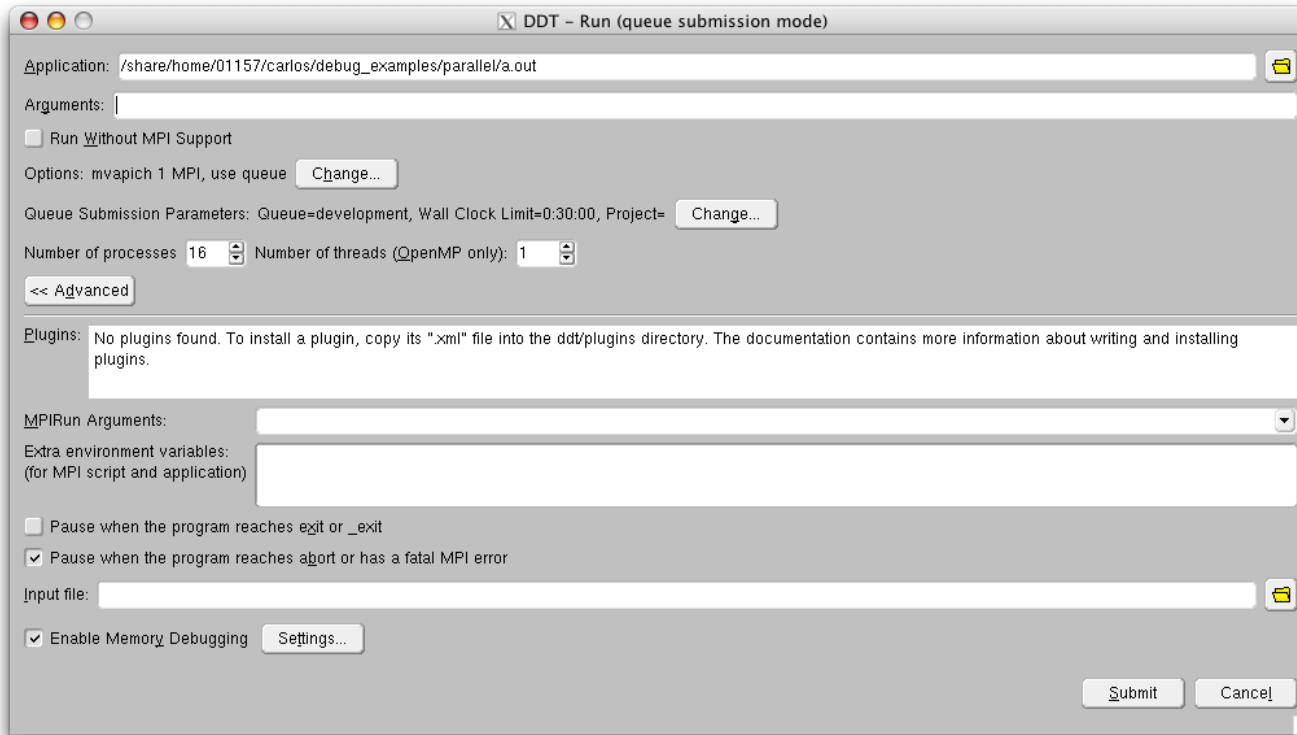 DDT – Run (queue submission mode)
Application: /share/home/01157/carlos/debug_examples/parallel/a.out
Arguments:
Run Without MPI Support
Options: mvapich 1 MPI, use queue Change...
Queue Submission Parameters: Queue=development, Wall Clock Limit=0:30:00, Project= Change...
Number of processes 16 Number of threads (OpenMP only): 1
<< Advanced
Plugins: No plugins found. To install a plugin, copy its ".xml" file into the ddt/plugins directory. The documentation contains more information about writing and installing
plugins.
MPIRun Arguments:
Extra environment variables:
(for MPI script and application)
Pause when the program reaches exit or _exit
Pause when the program reaches abort or has a fatal MPI error
Input file:
Enable Memory Debugging Settings...
Submit Cancel